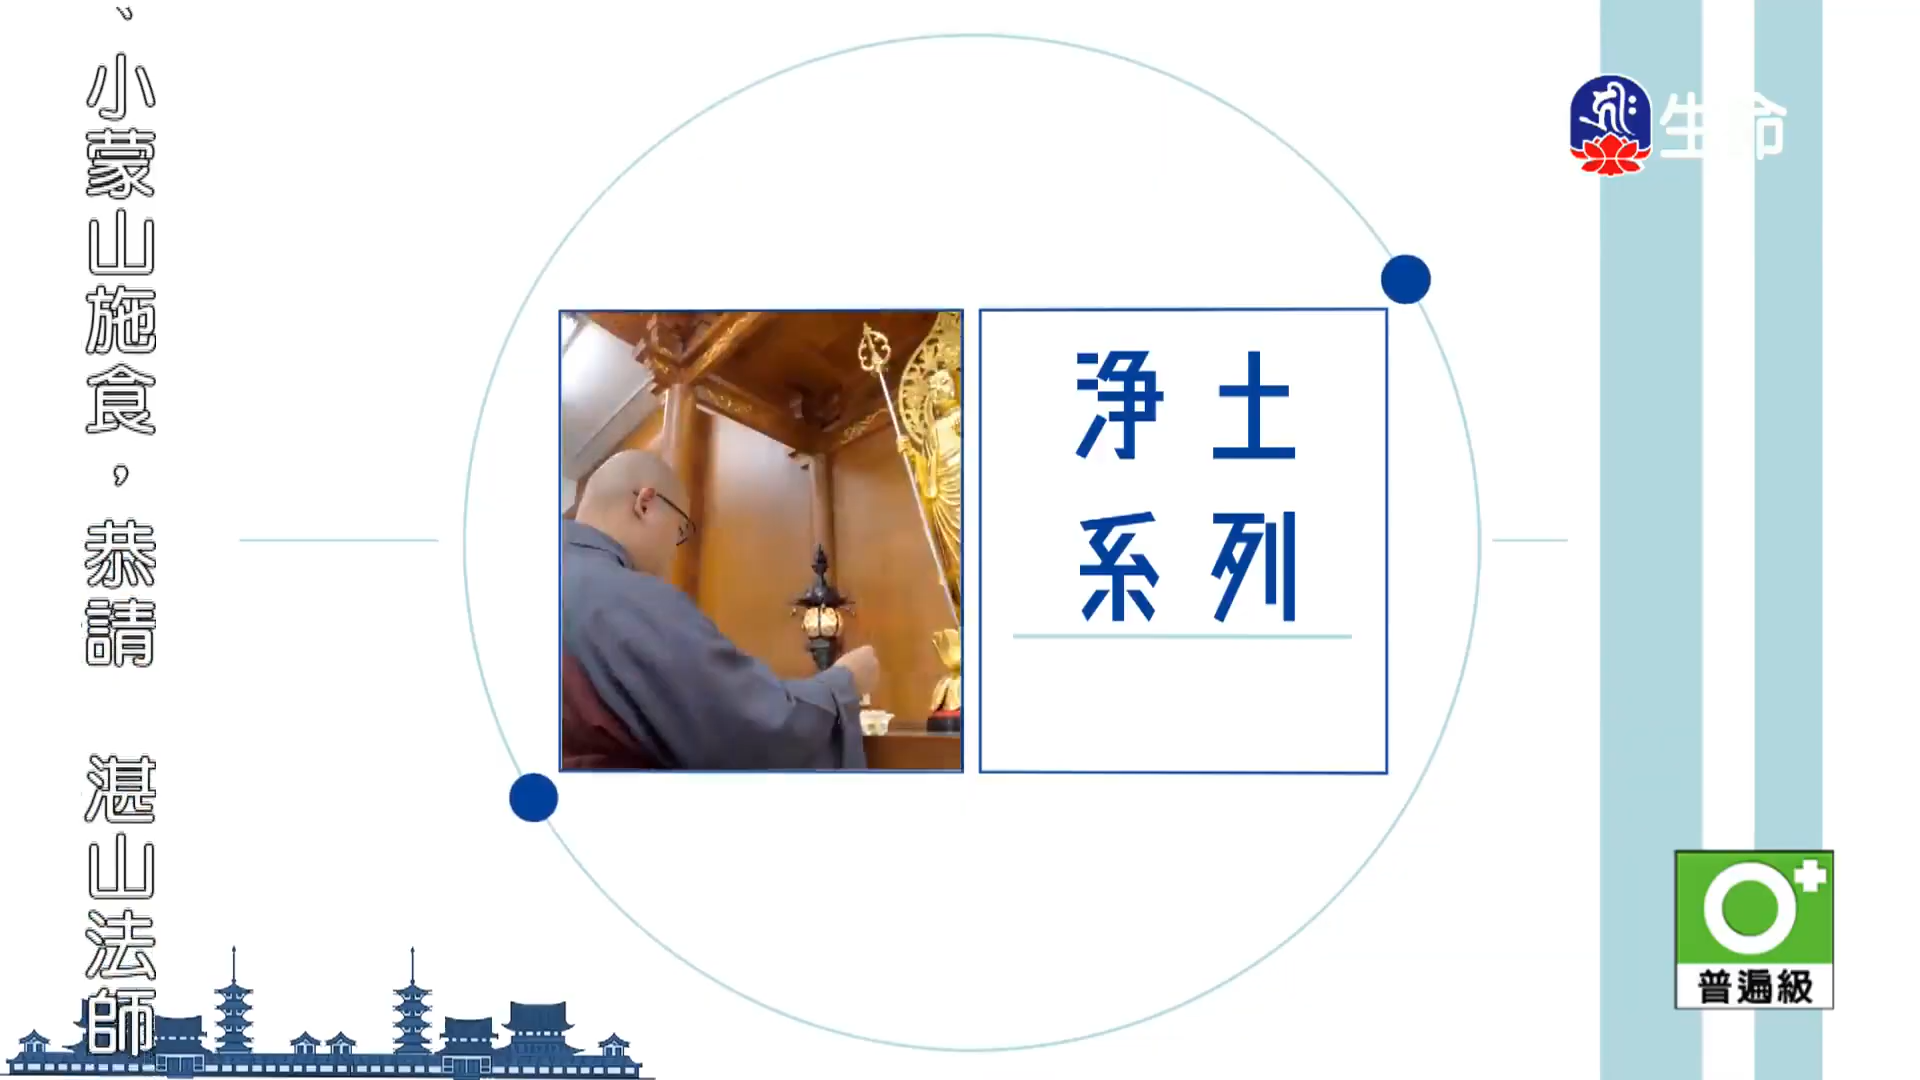 、小蒙山施食，恭請　湛山法師
生命
浄土
系列
普遍級